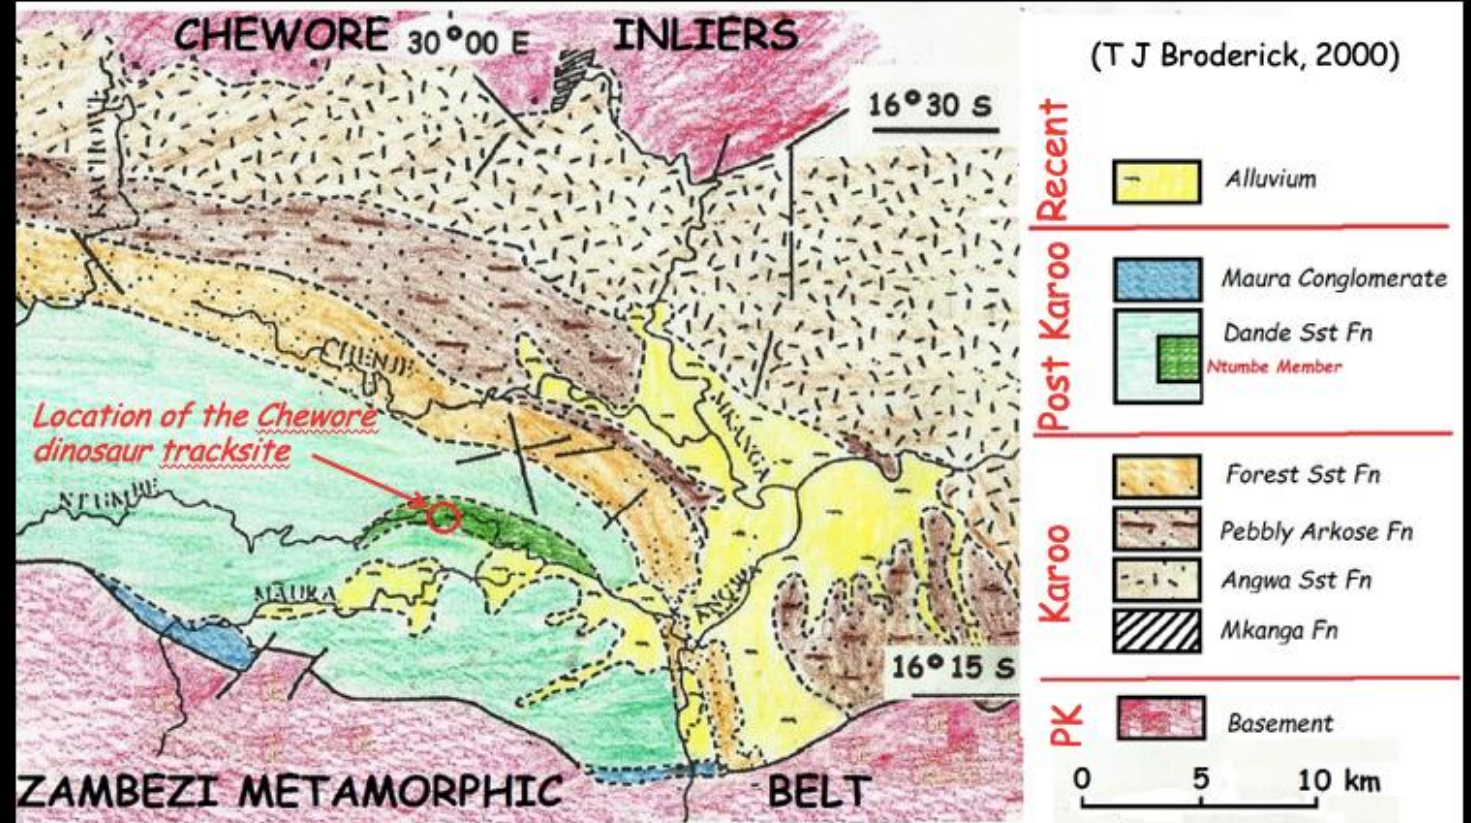 CHEWORE
30°00 E
INLIERS
16°30 S
KACHOWE
CHENJE
MKANGA
Location of the Chewore
dinosaur tracksite
NTUMBE
MAURA
ANGWA
16°15 S
ZAMBEZI METAMORPHIC BELT
(T J Broderick, 2000)
Recent
Alluvium
Post Karoo
Maura Conglomerate
Dande Sst Fn
Ntumbe Member
Karoo
Forest Sst Fn
Pebbly Arkose Fn
Angwa Sst Fn
Mkanga Fn
PK
Basement
0 5 10 km